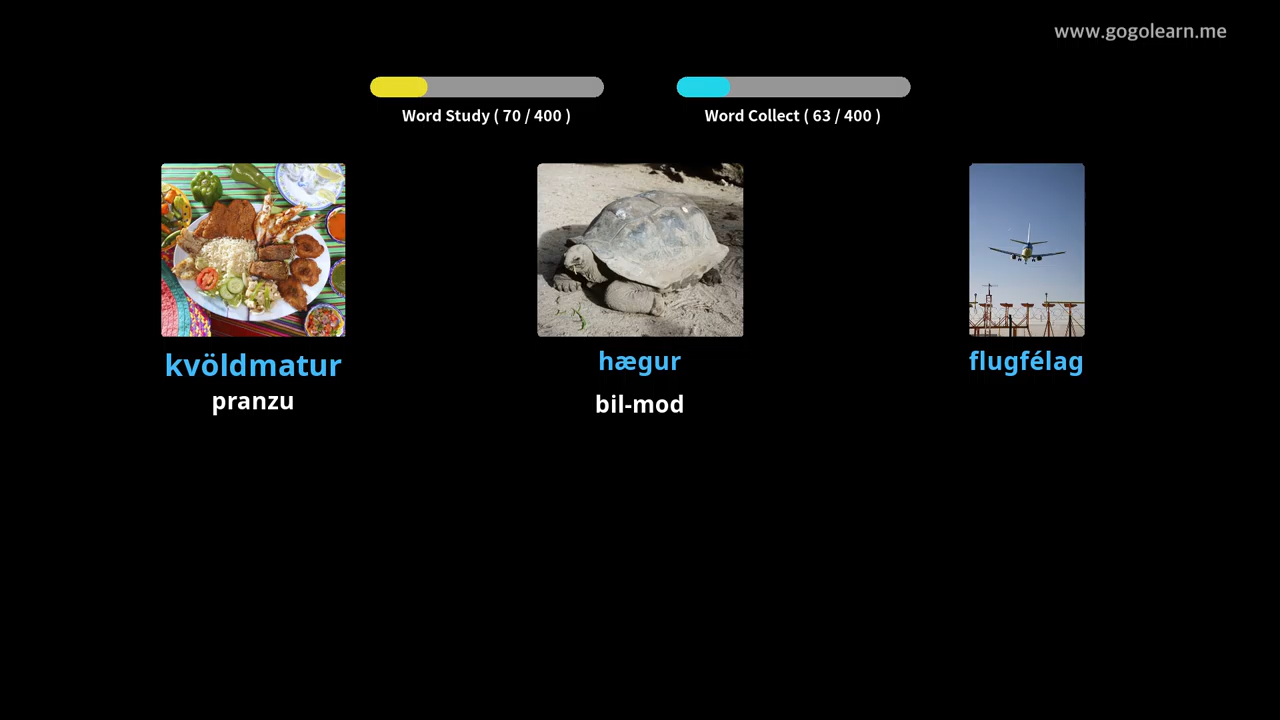 www.gogolearn.me
Word Study ( 70 / 400 )
Word Collect ( 63 / 400 )
kvöldmatur
pranzu
hægur
bil-mod
flugfélag